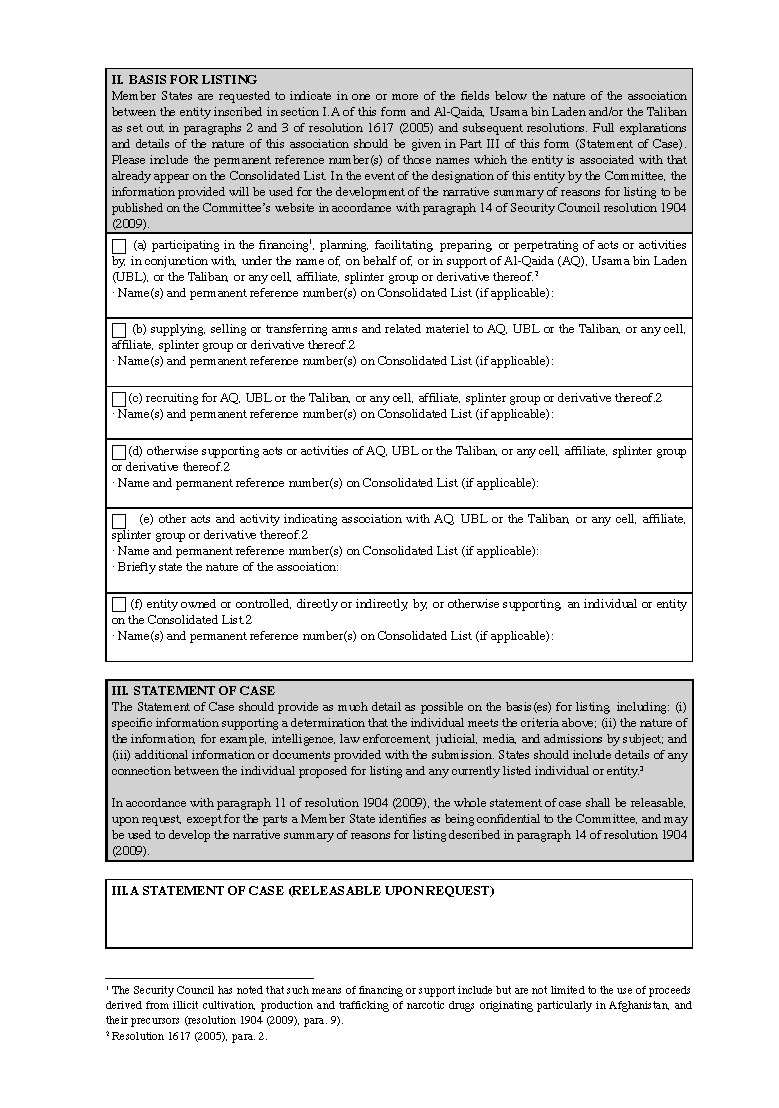 II. BASIS FOR LISTING
Member States are requested to indicate in one or more of the fields below the nature of the association
between the entity inscribed in section I.A of this form and Al-Qaida, Usama bin Laden and/or the Taliban
as set out in paragraphs 2 and 3 of resolution 1617 (2005) and subsequent resolutions. Full explanations
and details of the nature of this association should be given in Part III of this form (Statement of Case).
Please include the permanent reference number(s) of those names which the entity is associated with that
already appear on the Consolidated List. In the event of the designation of this entity by the Committee, the
information provided will be used for the development of the narrative summary of reasons for listing to be
published on the Committee's website in accordance with paragraph 14 of Security Council resolution 1904
(2009).
(a) participating in the financing¹, planning, facilitating, preparing, or perpetrating of acts or activities
by, in conjunction with, under the name of, on behalf of, or in support of Al-Qaida (AQ), Usama bin Laden
(UBL), or the Taliban, or any cell, affiliate, splinter group or derivative thereof.²
· Name(s) and permanent reference number(s) on Consolidated List (if applicable):
(b) supplying, selling or transferring arms and related materiel to AQ, UBL or the Taliban, or any cell,
affiliate, splinter group or derivative thereof.2
· Name(s) and permanent reference number(s) on Consolidated List (if applicable):
(c) recruiting for AQ, UBL or the Taliban, or any cell, affiliate, splinter group or derivative thereof.2
· Name(s) and permanent reference number(s) on Consolidated List (if applicable):
(d) otherwise supporting acts or activities of AQ, UBL or the Taliban, or any cell, affiliate, splinter group
or derivative thereof.2
· Name and permanent reference number(s) on Consolidated List (if applicable):
(e) other acts and activity indicating association with AQ, UBL or the Taliban, or any cell, affiliate,
splinter group or derivative thereof.2
· Name and permanent reference number(s) on Consolidated List (if applicable):
· Briefly state the nature of the association:
(f) entity owned or controlled, directly or indirectly, by, or otherwise supporting, an individual or entity
on the Consolidated List.2
· Name(s) and permanent reference number(s) on Consolidated List (if applicable):
III. STATEMENT OF CASE
The Statement of Case should provide as much detail as possible on the basis(es) for listing, including: (i)
specific information supporting a determination that the individual meets the criteria above; (ii) the nature of
the information, for example, intelligence, law enforcement, judicial, media, and admissions by subject; and
(iii) additional information or documents provided with the submission. States should include details of any
connection between the individual proposed for listing and any currently listed individual or entity.³
In accordance with paragraph 11 of resolution 1904 (2009), the whole statement of case shall be releasable,
upon request, except for the parts a Member State identifies as being confidential to the Committee, and may
be used to develop the narrative summary of reasons for listing described in paragraph 14 of resolution 1904
(2009).
III.A STATEMENT OF CASE (RELEASABLE UPON REQUEST)
¹ The Security Council has noted that such means of financing or support include but are not limited to the use of proceeds
derived from illicit cultivation, production and trafficking of narcotic drugs originating particularly in Afghanistan, and
their precursors (resolution 1904 (2009), para. 9).
² Resolution 1617 (2005), para. 2.